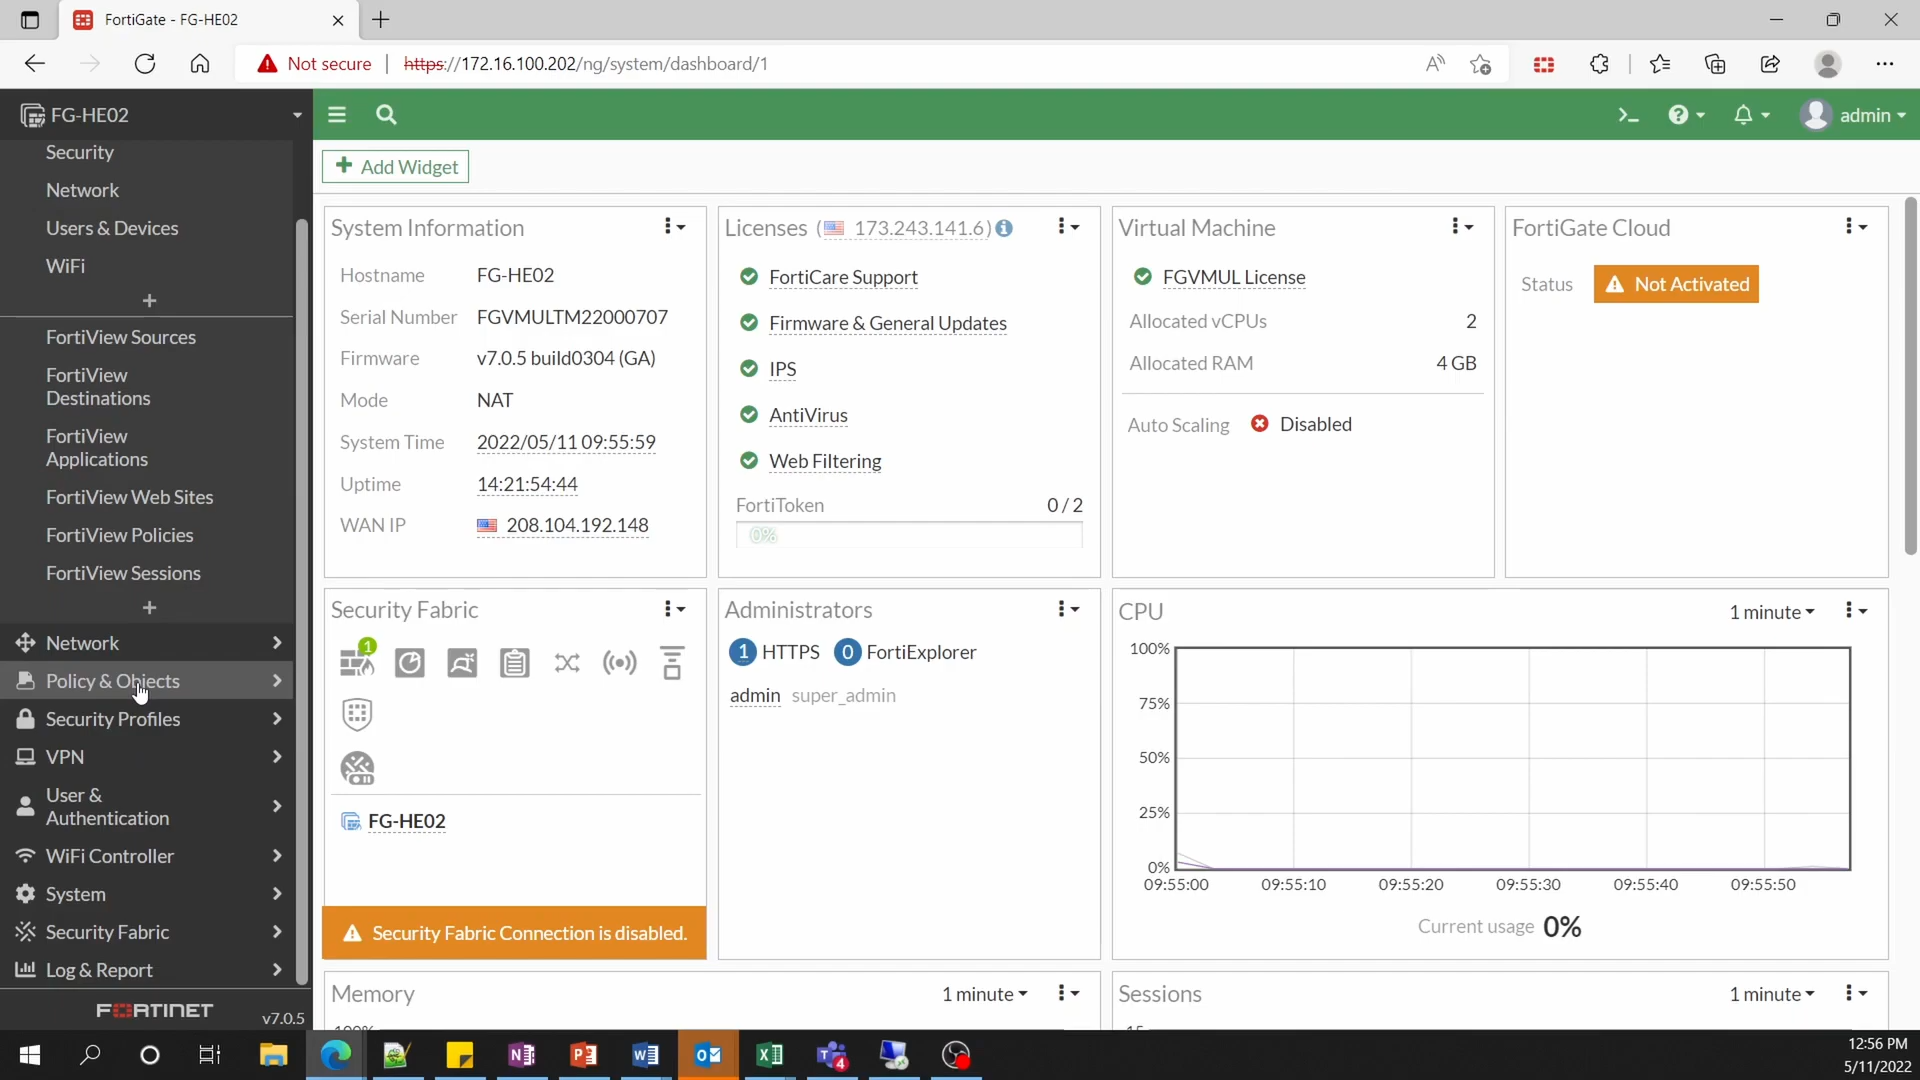 FortiGate - FG-HE02
Not secure
https://172.16.100.202/ng/system/dashboard/1
FG-HE02
admin
Security
Network
Users & Devices
WiFi
+
FortiView Sources
FortiView
Destinations
FortiView
Applications
FortiView Web Sites
FortiView Policies
FortiView Sessions
+
Network
Policy & Objects
Security Profiles
VPN
User &
Authentication
WiFi Controller
System
Security Fabric
Log & Report
FORTINET
v7.0.5
+ Add Widget
System Information
Hostname FG-HE02
Serial Number FGVMULTM22000707
Firmware v7.0.5 build0304 (GA)
Mode NAT
System Time 2022/05/11 09:55:59
Uptime 14:21:54:44
WAN IP 208.104.192.148
Licenses (173.243.141.6)
FortiCare Support
Firmware & General Updates
IPS
AntiVirus
Web Filtering
FortiToken 0 / 2
0%
Virtual Machine
FGVMUL License
Allocated vCPUs 2
Allocated RAM 4 GB
Auto Scaling Disabled
FortiGate Cloud
Status Not Activated
Security Fabric
1
FG-HE02
Security Fabric Connection is disabled.
Administrators
1 HTTPS 0 FortiExplorer
admin super_admin
CPU 1 minute
100%
75%
50%
25%
0%
09:55:00 09:55:10 09:55:20 09:55:30 09:55:40 09:55:50
Current usage 0%
Memory 1 minute
100%
Sessions 1 minute
15
4
12:56 PM
5/11/2022